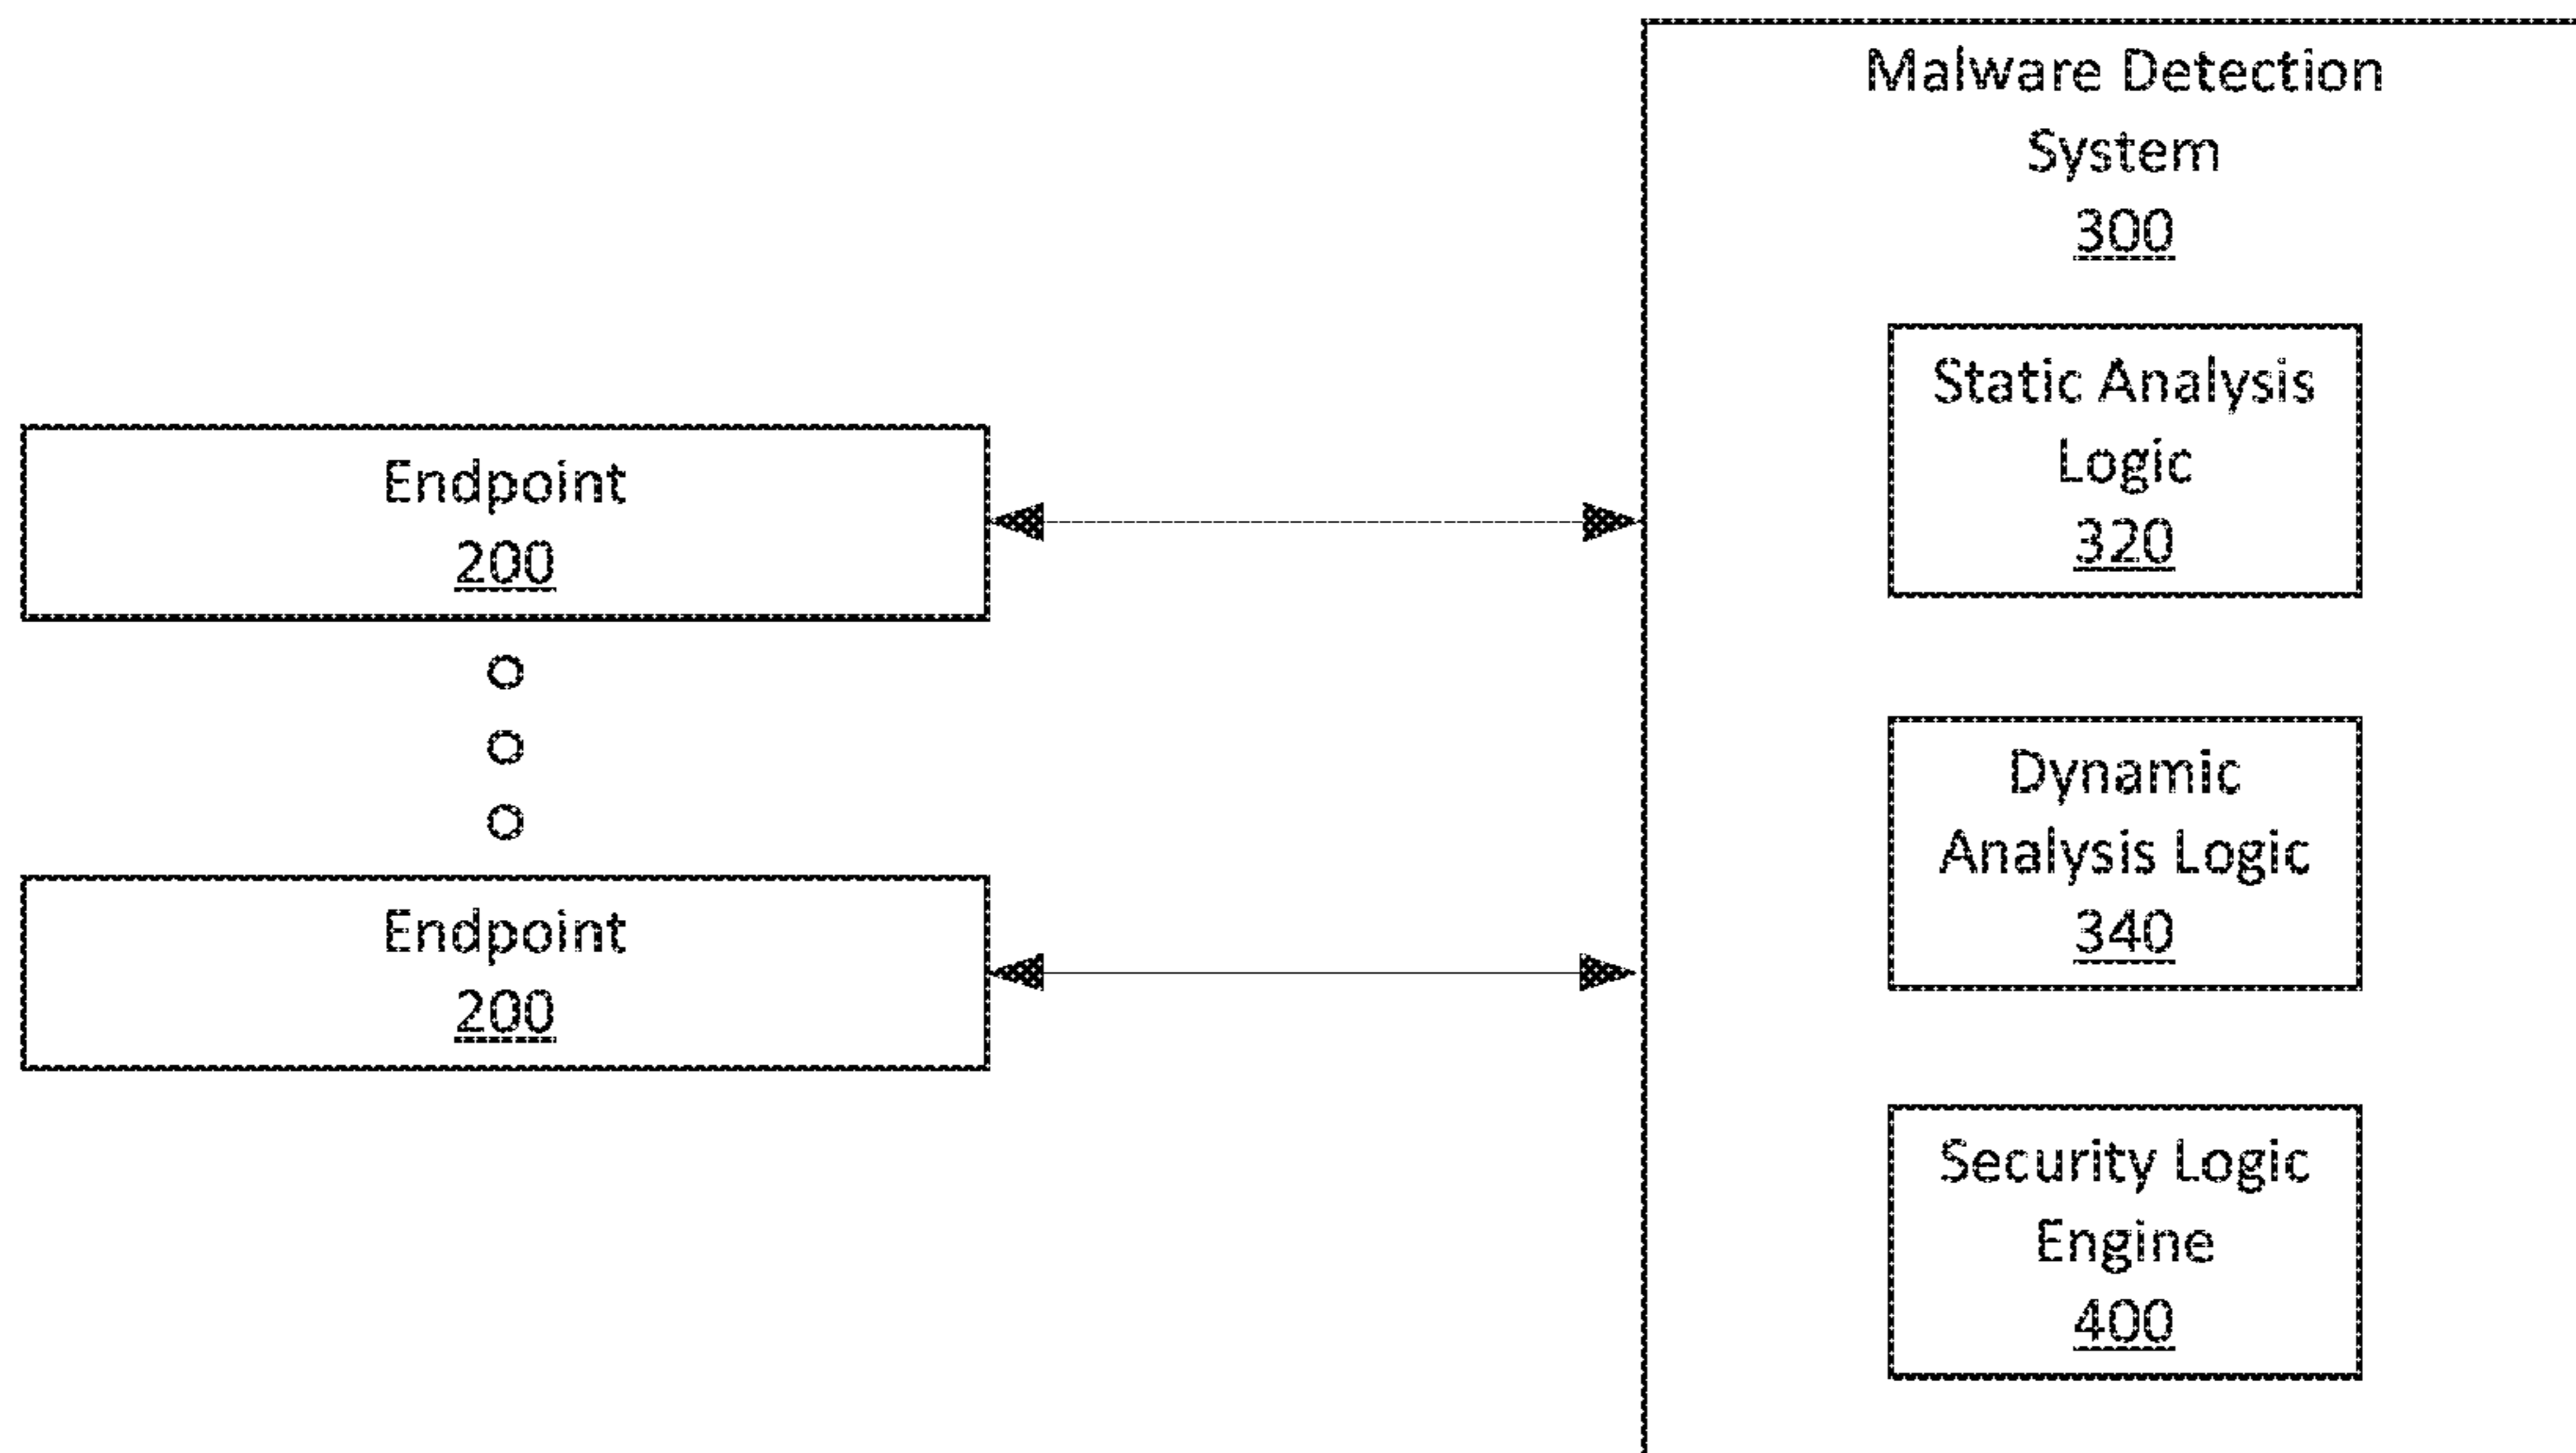 Malware Detection
System
300
Static Analysis
Logic
320
Endpoint
200
Dynamic
Analysis Logic
340
Endpoint
200
Security Logic
Engine
400